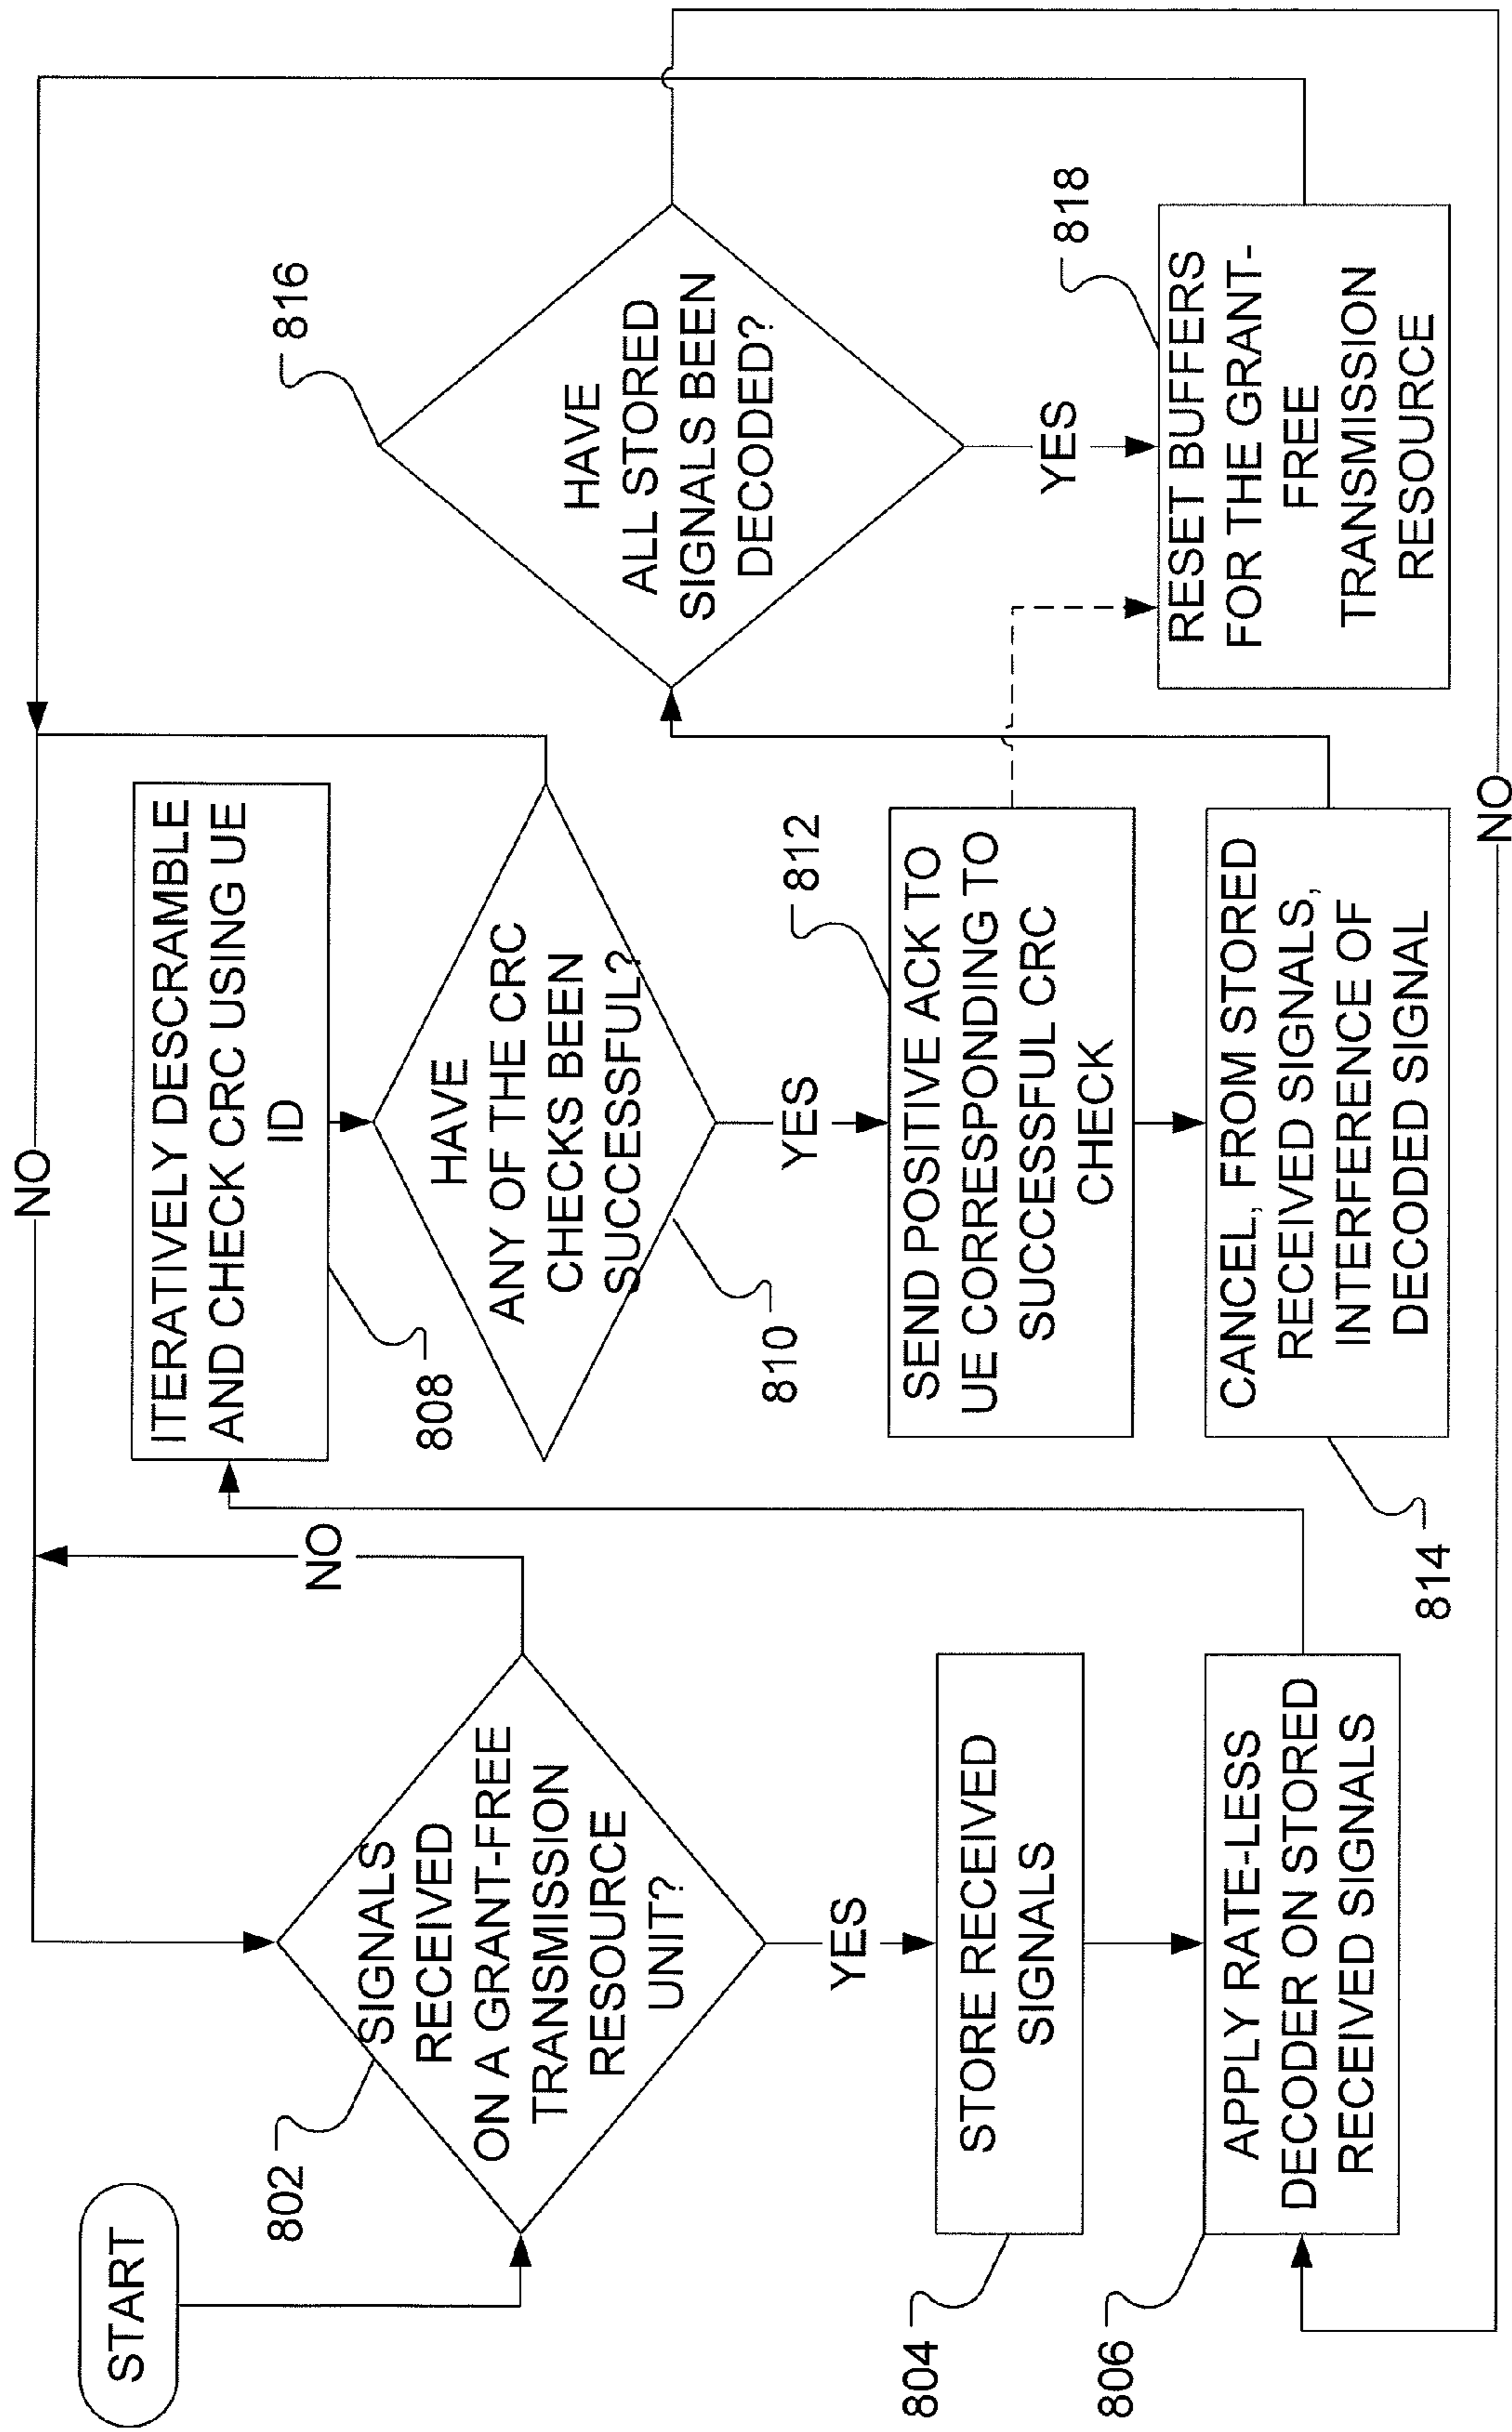 START
802
SIGNALS
RECEIVED
ON A GRANT-FREE
TRANSMISSION
RESOURCE
UNIT?
NO
YES
804
STORE RECEIVED
SIGNALS
806
APPLY RATE-LESS
DECODER ON STORED
RECEIVED SIGNALS
NO
ITERATIVELY DESCRAMBLE
AND CHECK CRC USING UE
ID
808
HAVE
ANY OF THE CRC
CHECKS BEEN
SUCCESSFUL?
810
YES
812
SEND POSITIVE ACK TO
UE CORRESPONDING TO
SUCCESSFUL CRC
CHECK
CANCEL, FROM STORED
RECEIVED SIGNALS,
INTERFERENCE OF
DECODED SIGNAL
814
816
HAVE
ALL STORED
SIGNALS BEEN
DECODED?
YES
818
RESET BUFFERS
FOR THE GRANT-
FREE
TRANSMISSION
RESOURCE
NO